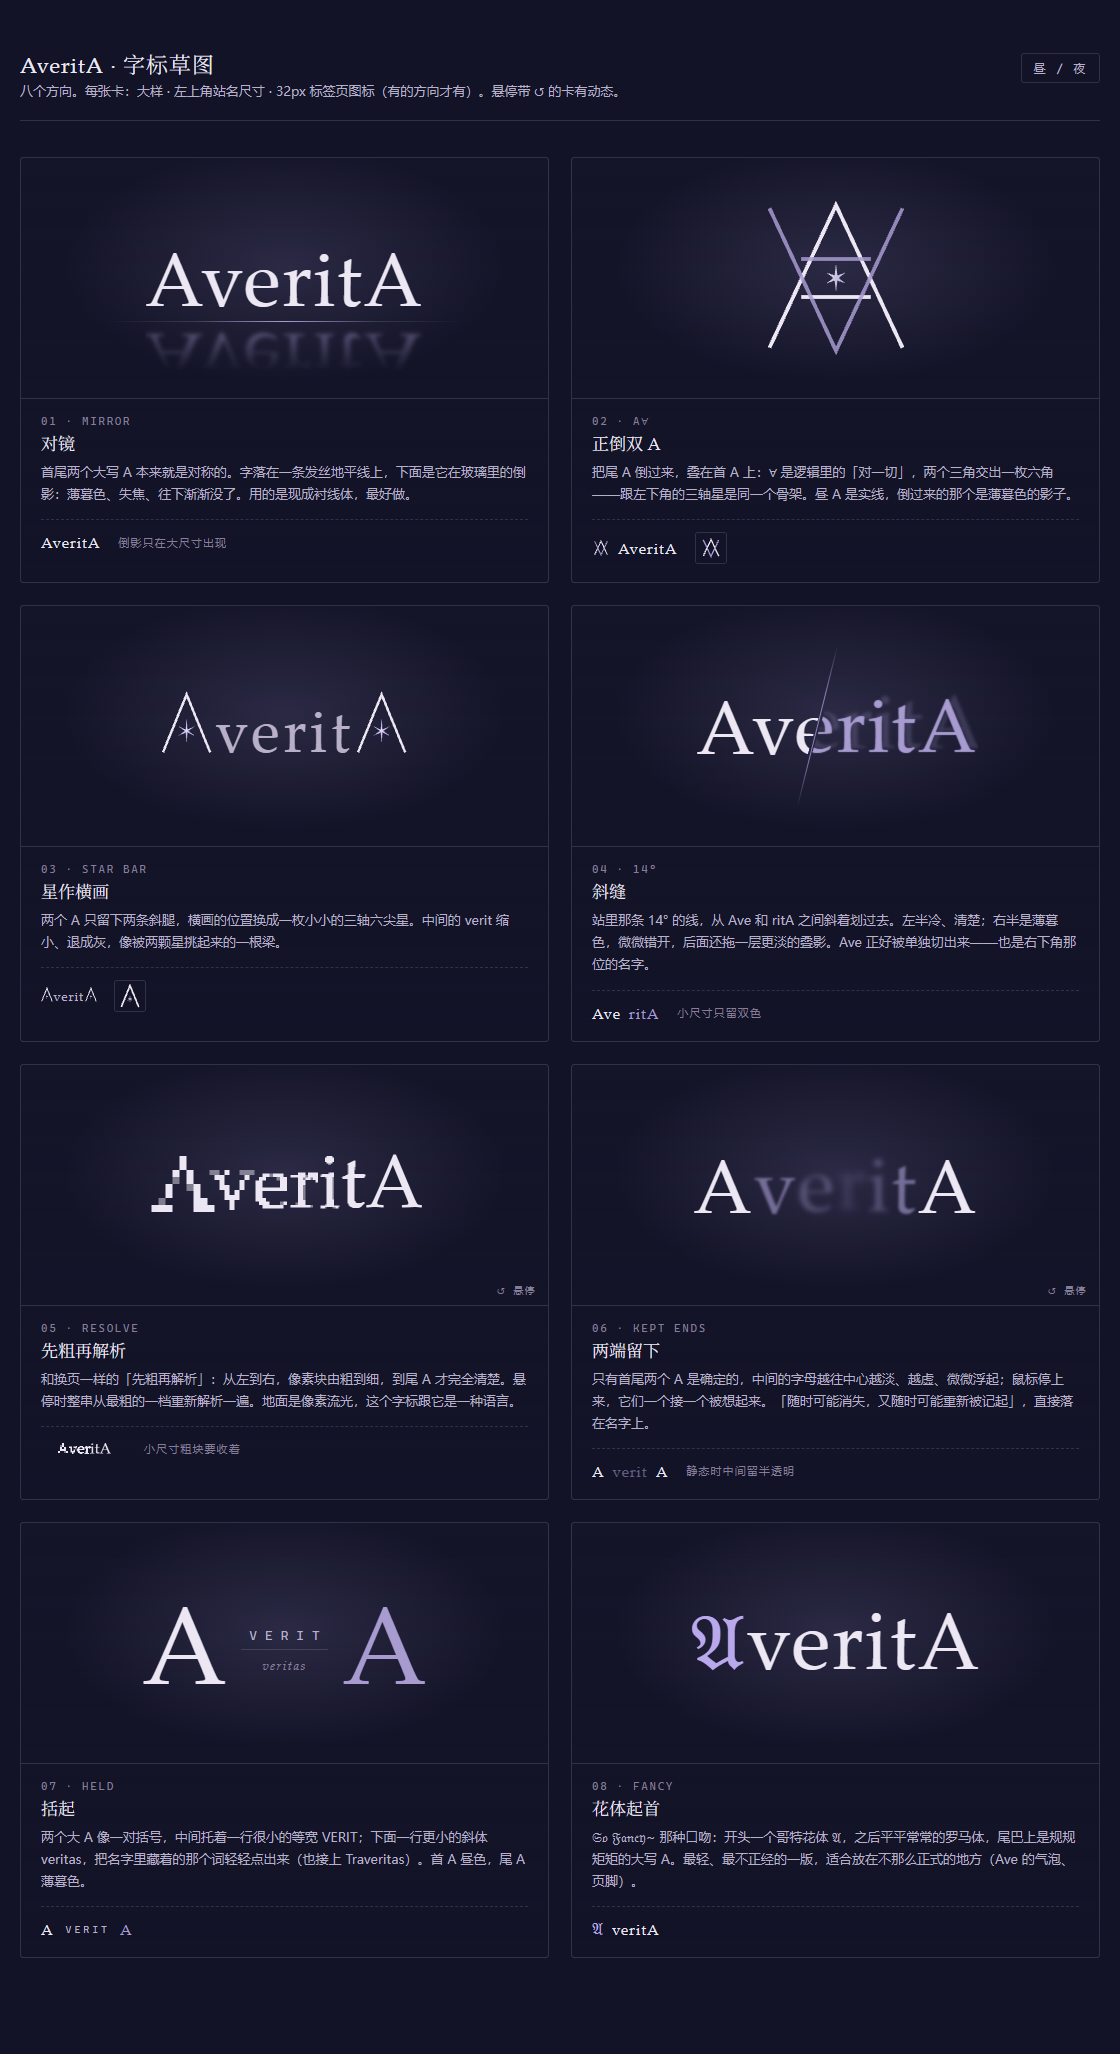 AveritA · 字标草图
昼 / 夜
八个方向。每张卡：大样 · 左上角站名尺寸 · 32px 标签页图标（有的方向才有）。悬停带 ↺ 的卡有动态。
AveritA
01 · MIRROR
对镜
首尾两个大写 A 本来就是对称的。字落在一条发丝地平线上，下面是它在玻璃里的倒
影：薄暮色、失焦、往下渐渐没了。用的是现成衬线体，最好做。
AveritA 倒影只在大尺寸出现
02 · A∀
正倒双 A
把尾 A 倒过来，叠在首 A 上：∀ 是逻辑里的「对一切」，两个三角交出一枚六角
——跟左下角的三轴星是同一个骨架。昼 A 是实线，倒过来的那个是薄暮色的影子。
AveritA
AveritA
03 · STAR BAR
星作横画
两个 A 只留下两条斜腿，横画的位置换成一枚小小的三轴六尖星。中间的 verit 缩
小、退成灰，像被两颗星挑起来的一根梁。
AveritA A
AveritA
04 · 14°
斜缝
站里那条 14° 的线，从 Ave 和 ritA 之间斜着划过去。左半冷、清楚；右半是薄暮
色，微微错开，后面还拖一层更淡的叠影。Ave 正好被单独切出来——也是右下角那
位的名字。
Ave ritA 小尺寸只留双色
AveritA
↺ 悬停
05 · RESOLVE
先粗再解析
和换页一样的「先粗再解析」：从左到右，像素块由粗到细，到尾 A 才完全清楚。悬
停时整串从最粗的一档重新解析一遍。地面是像素流光，这个字标跟它是一种语言。
AveritA 小尺寸粗块要收着
AveritA
↺ 悬停
06 · KEPT ENDS
两端留下
只有首尾两个 A 是确定的，中间的字母越往中心越淡、越虚、微微浮起；鼠标停上
来，它们一个接一个被想起来。「随时可能消失，又随时可能重新被记起」，直接落
在名字上。
A verit A 静态时中间留半透明
A VERIT A
veritas
07 · HELD
括起
两个大 A 像一对括号，中间托着一行很小的等宽 VERIT；下面一行更小的斜体
veritas，把名字里藏着的那个词轻轻点出来（也接上 Traveritas）。首 A 昼色，尾 A
薄暮色。
A VERIT A
𝔄veritA
08 · FANCY
花体起首
𝔖𝔬 𝔉𝔞𝔫𝔠𝔶~ 那种口吻：开头一个哥特花体 𝔄，之后平平常常的罗马体，尾巴上是规规
矩矩的大写 A。最轻、最不正经的一版，适合放在不那么正式的地方（Ave 的气泡、
页脚）。
𝔄 veritA